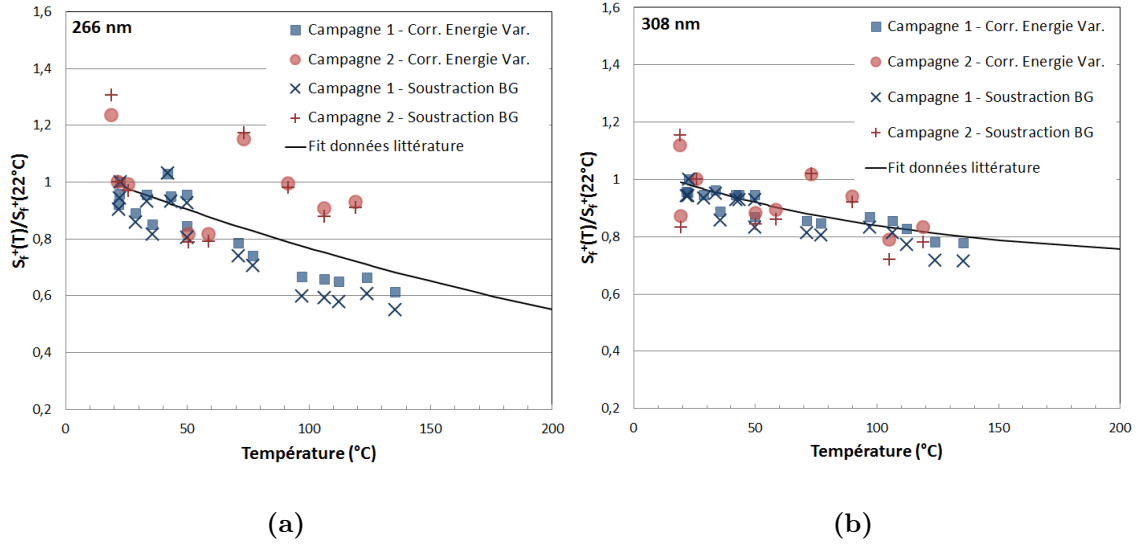 266 nm
Campagne 1 - Corr. Energie Var.
Campagne 2 - Corr. Energie Var.
Campagne 1 - Soustraction BG
Campagne 2 - Soustraction BG
Fit données littérature
1,6
1,4
1,2
1
0,8
0,6
0,4
0,2
0 50 100 150 200
Sf+(T)/Sf+(22°C)
Température (°C)
(a)
308 nm
Campagne 1 - Corr. Energie Var.
Campagne 2 - Corr. Energie Var.
Campagne 1 - Soustraction BG
Campagne 2 - Soustraction BG
Fit données littérature
1,6
1,4
1,2
1
0,8
0,6
0,4
0,2
0 50 100 150 200
Sf+(T)/Sf+(22°C)
Température (°C)
(b)